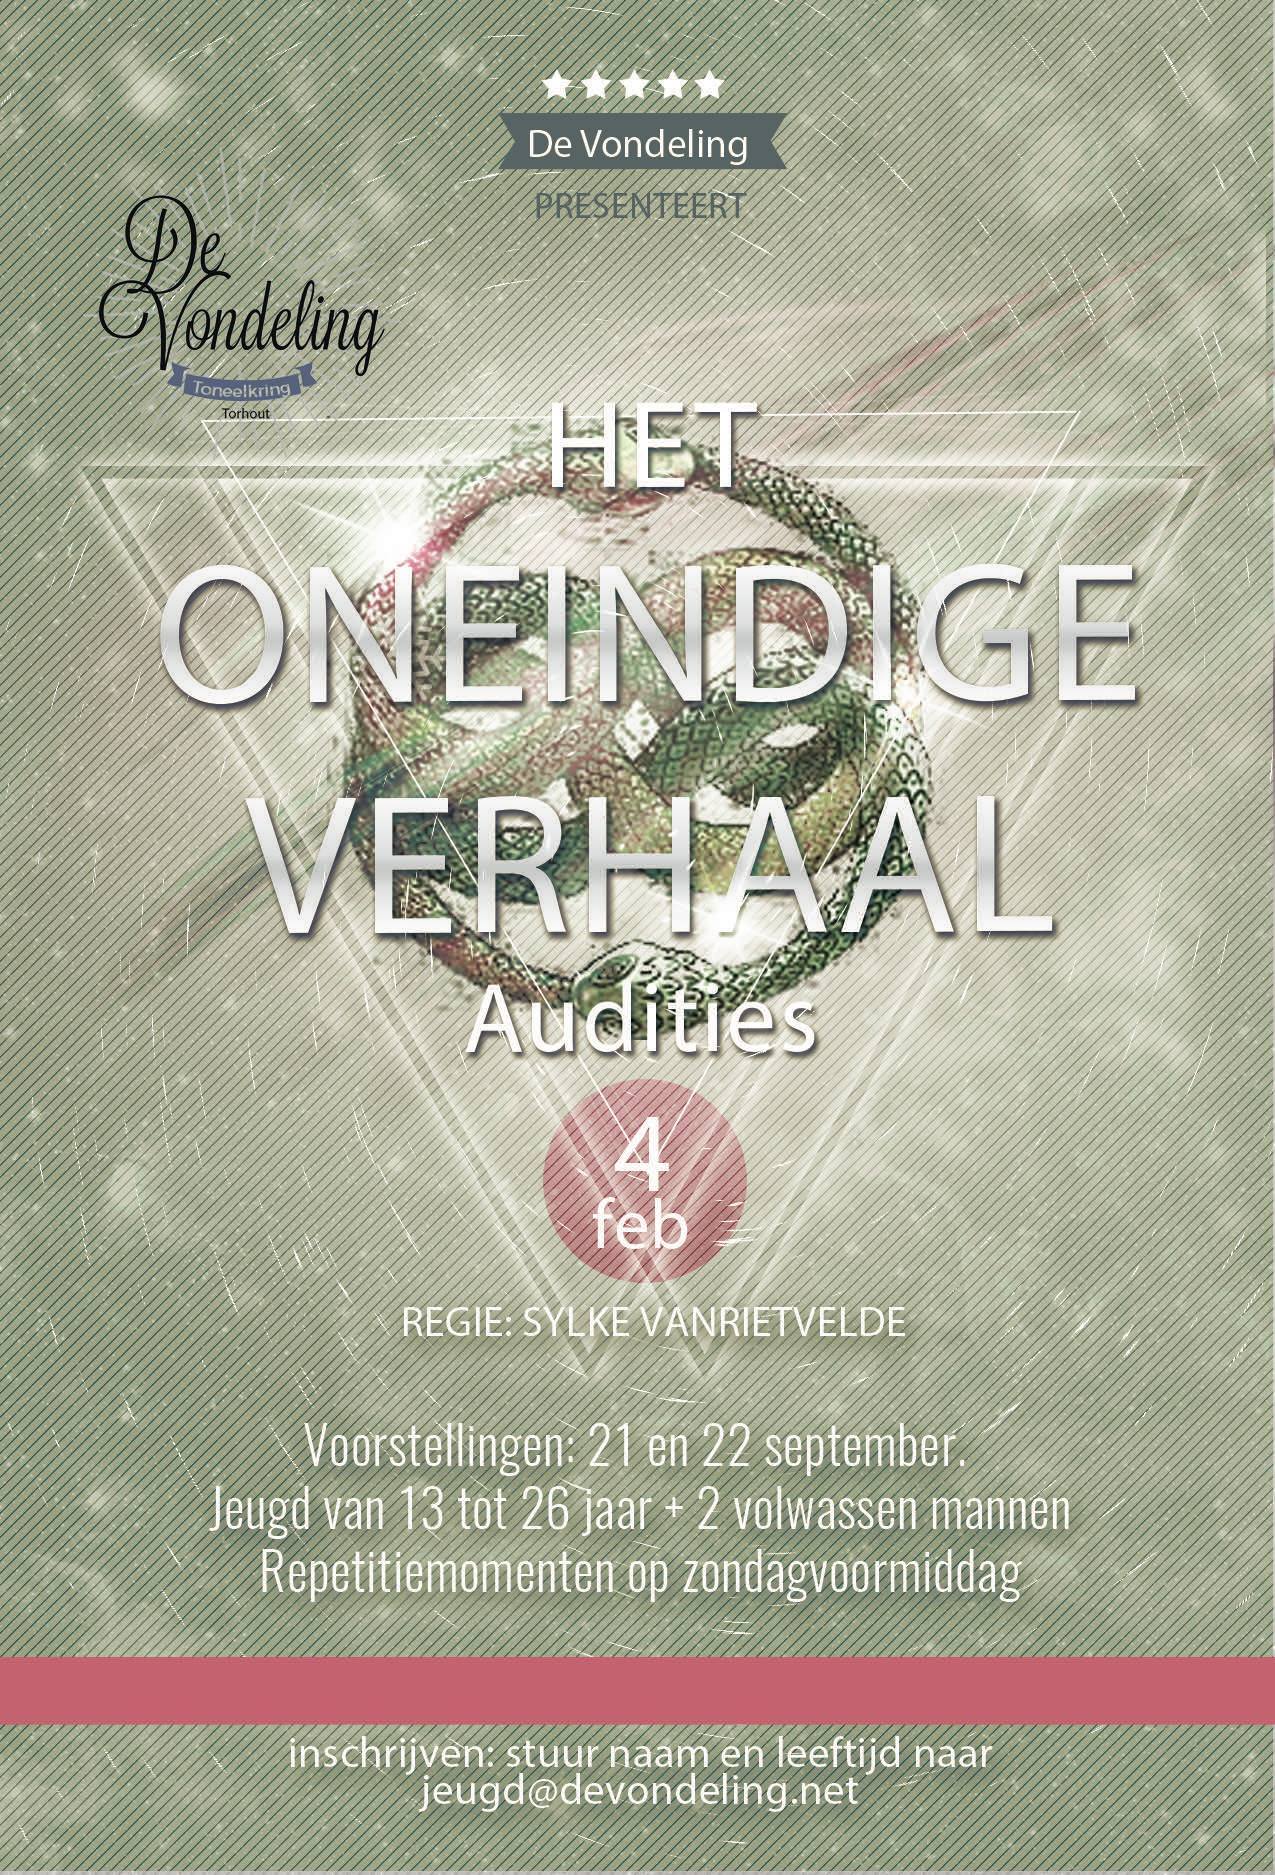 De Vondeling
PRESENTEERT
De
Vondeling
Toneelkring
Torhout
HET
ONEINDIGE
VERHAAL
Audities
4
feb
REGIE: SYLKE VANRIETVELDE
Voorstellingen: 21 en 22 september.
Jeugd van 13 tot 26 jaar + 2 volwassen mannen
Repetitiemomenten op zondagvoormiddag
inschrijven: stuur naam en leeftijd naar
jeugd@devondeling.net